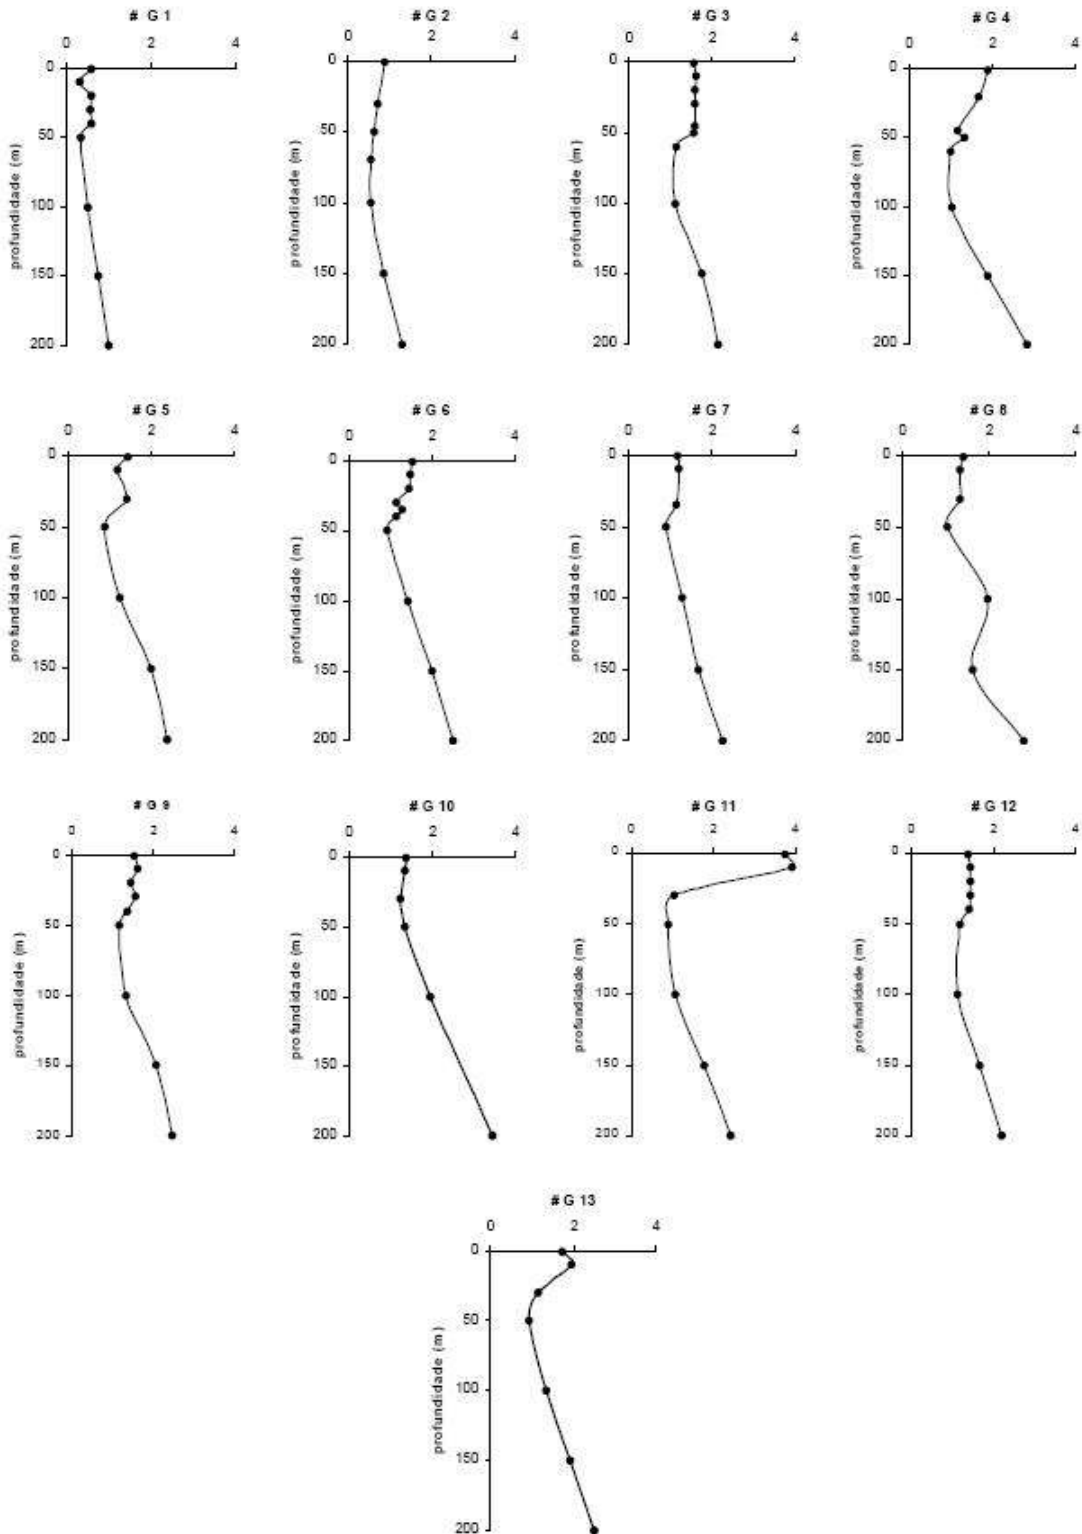 # G 1 # G 2 # G 3 # G 4
0 2 4 0 2 4 0 2 4 0 2 4
0 0 0 0
50 50 50 50
100 100 100 100
150 150 150 150
200 200 200 200
profundidade (m) profundidade (m) profundidade (m) profundidade (m)
# G 5 # G 6 # G 7 # G 8
0 2 4 0 2 4 0 2 4 0 2 4
0 0 0 0
50 50 50 50
100 100 100 100
150 150 150 150
200 200 200 200
profundidade (m) profundidade (m) profundidade (m) profundidade (m)
# G 9 # G 10 # G 11 # G 12
0 2 4 0 2 4 0 2 4 0 2 4
0 0 0 0
50 50 50 50
100 100 100 100
150 150 150 150
200 200 200 200
profundidade (m) profundidade (m) profundidade (m) profundidade (m)
# G 13
0 2 4
0
50
100
150
200
profundidade (m)